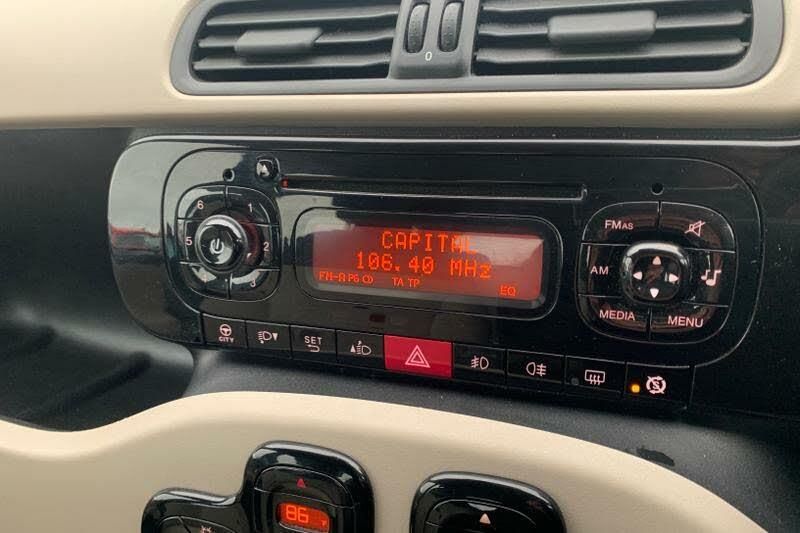 0
6 1
5 2
3
CAPITAL
106.40 MHz
FM-A P6 TA TP EQ
FMAS
AM
MEDIA MENU
CITY SET
86